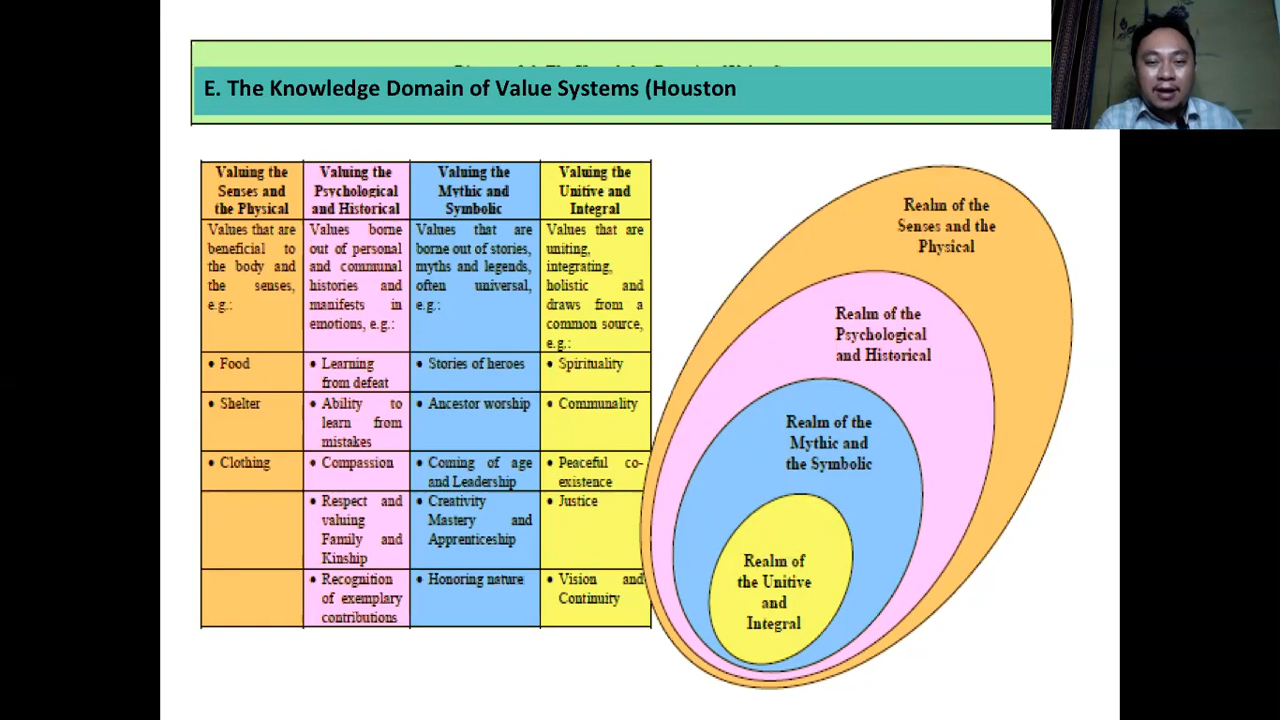 E. The Knowledge Domain of Value Systems (Houston
Valuing the
Senses and
the Physical
Valuing the
Psychological
and Historical
Valuing the
Mythic and
Symbolic
Valuing the
Unitive and
Integral
Values that are
beneficial to
the body and
the senses,
e.g.:
Values borne
out of personal
and communal
histories and
manifests in
emotions, e.g.:
Values that are
borne out of stories,
myths and legends,
often universal,
e.g.:
Values that are
uniting,
integrating,
holistic and
draws from a
common source,
e.g.:
• Food
• Learning
from defeat
• Stories of heroes
• Spirituality
• Shelter
• Ability to
learn from
mistakes
• Ancestor worship
• Communality
• Clothing
• Compassion
• Coming of age
and Leadership
• Peaceful co-
existence
• Respect and
valuing
Family and
Kinship
• Creativity
Mastery and
Apprenticeship
• Justice
• Recognition
of exemplary
contributions
• Honoring nature
• Vision and
Continuity
Realm of the
Senses and the
Physical
Realm of the
Psychological
and Historical
Realm of the
Mythic and
the Symbolic
Realm of
the Unitive
and
Integral